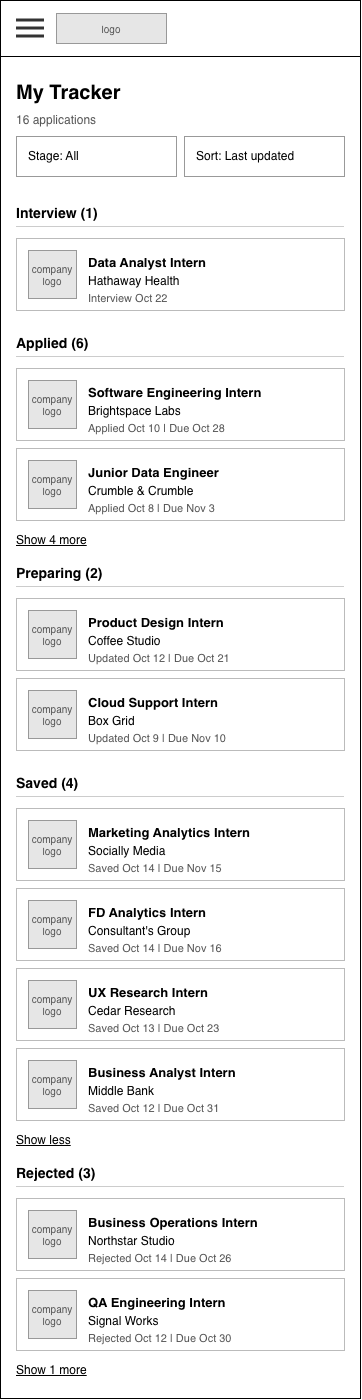 logo
My Tracker
16 applications
Stage: All
Sort: Last updated
Interview (1)
company
logo
Data Analyst Intern
Hathaway Health
Interview Oct 22
Applied (6)
company
logo
Software Engineering Intern
Brightspace Labs
Applied Oct 10 | Due Oct 28
company
logo
Junior Data Engineer
Crumble & Crumble
Applied Oct 8 | Due Nov 3
Show 4 more
Preparing (2)
company
logo
Product Design Intern
Coffee Studio
Updated Oct 12 | Due Oct 21
company
logo
Cloud Support Intern
Box Grid
Updated Oct 9 | Due Nov 10
Saved (4)
company
logo
Marketing Analytics Intern
Socially Media
Saved Oct 14 | Due Nov 15
company
logo
FD Analytics Intern
Consultant's Group
Saved Oct 14 | Due Nov 16
company
logo
UX Research Intern
Cedar Research
Saved Oct 13 | Due Oct 23
company
logo
Business Analyst Intern
Middle Bank
Saved Oct 12 | Due Oct 31
Show less
Rejected (3)
company
logo
Business Operations Intern
Northstar Studio
Rejected Oct 14 | Due Oct 26
company
logo
QA Engineering Intern
Signal Works
Rejected Oct 12 | Due Oct 30
Show 1 more